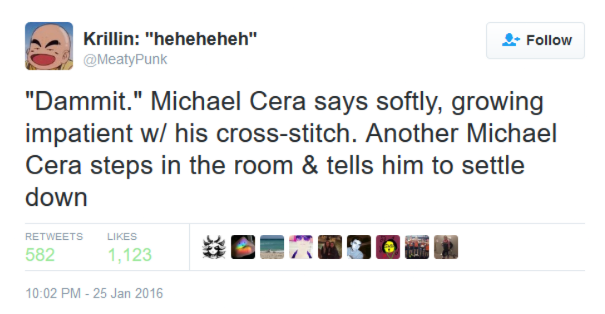 Krillin: "heheheheh"
@MeatyPunk
Follow
"Dammit." Michael Cera says softly, growing
impatient w/ his cross-stitch. Another Michael
Cera steps in the room & tells him to settle
down
RETWEETS LIKES
582 1,123
10:02 PM - 25 Jan 2016